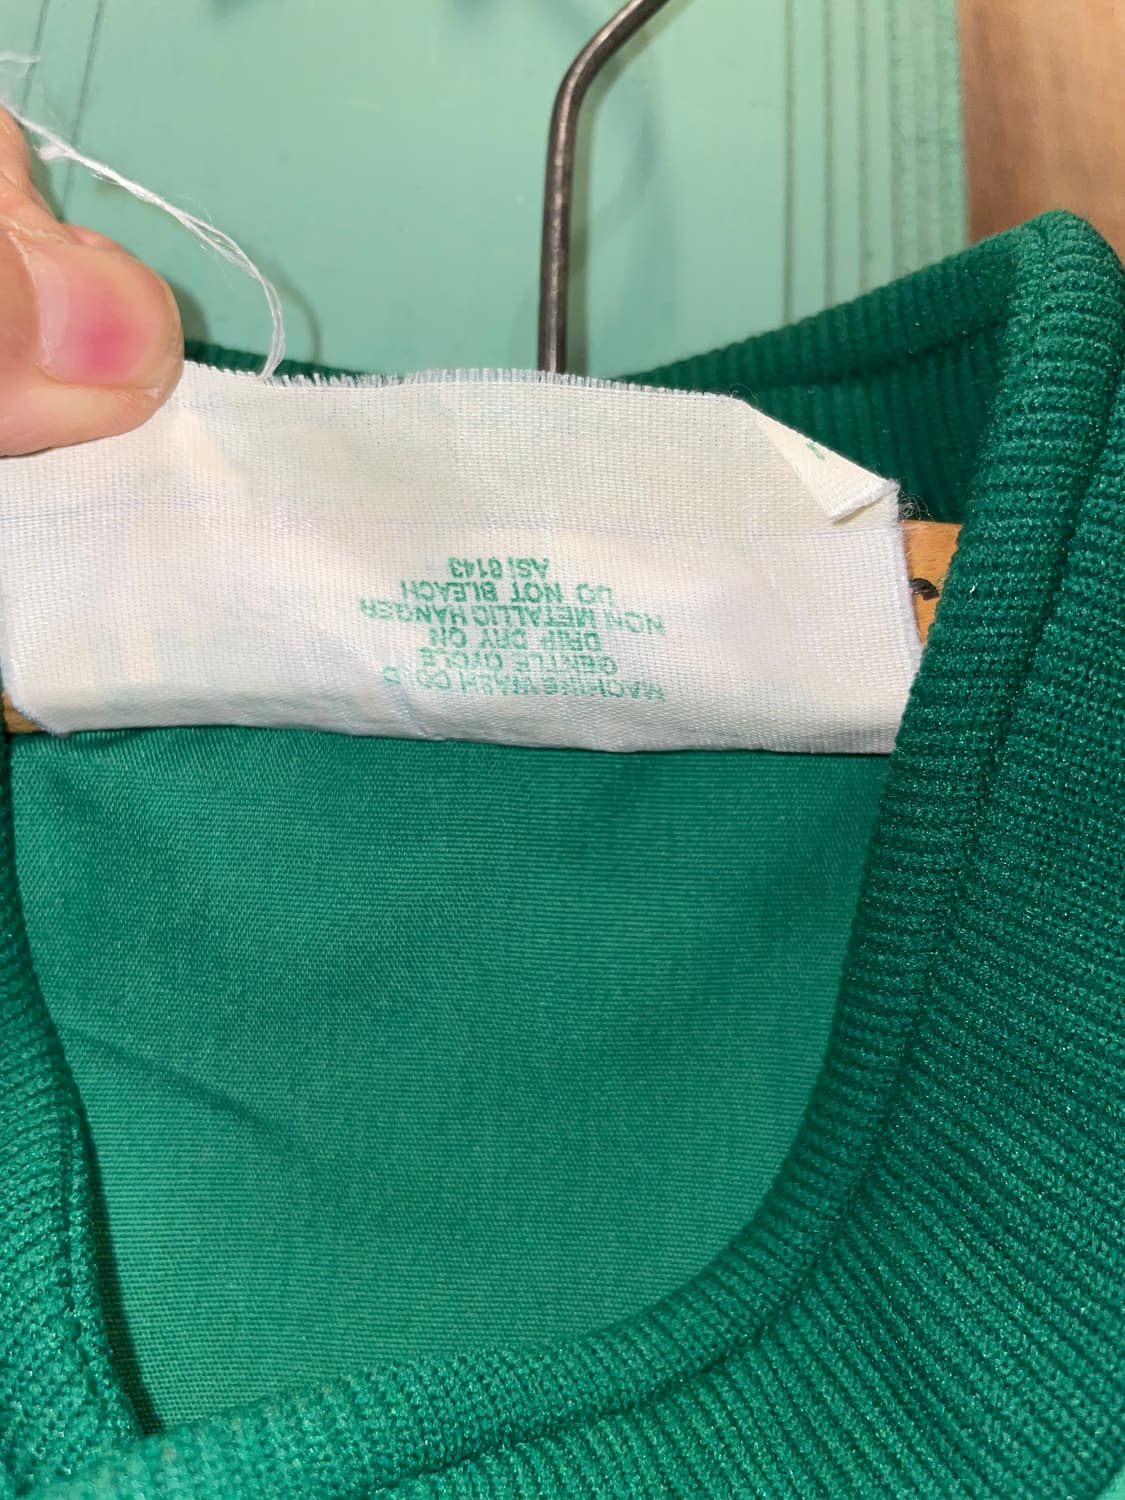 MACHINE WASH COLD
GENTLE CYCLE
DRIP DRY ON
NON METALLIC HANGER
DO NOT BLEACH
ASI 6143